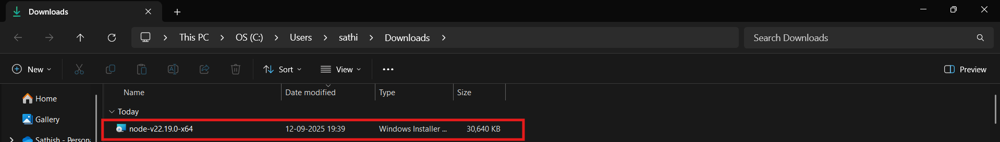 Downloads
This PC > OS (C:) > Users > sathi > Downloads >
Search Downloads
New
Sort
View
Preview
Name Date modified Type Size
Home
Today
Gallery
node-v22.19.0-x64 12-09-2025 19:39 Windows Installer ... 30,640 KB
Sathish - Person